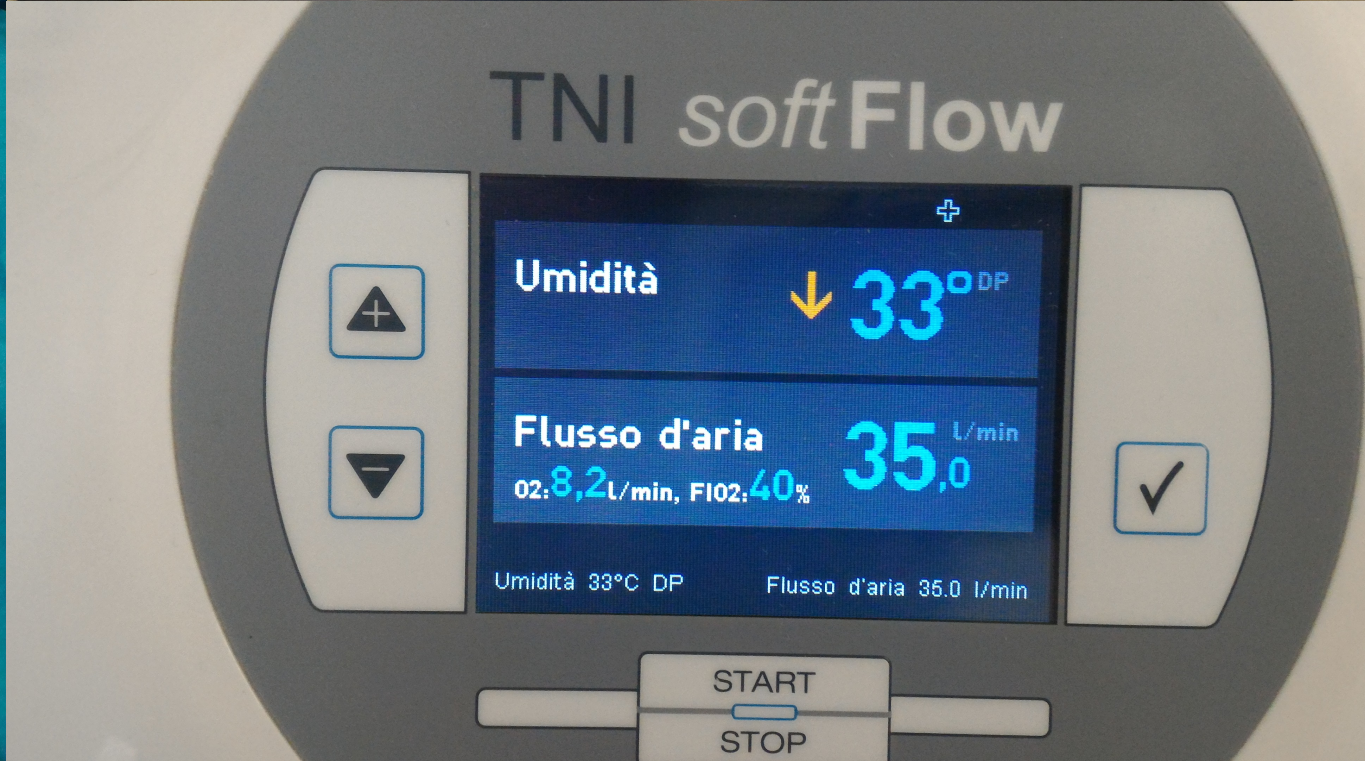 TNI softFlow
Umidità 33° DP
Flusso d'aria 35,0 l/min
O2:8,2l/min, FIO2:40%
Umidità 33°C DP Flusso d'aria 35.0 l/min
START
STOP